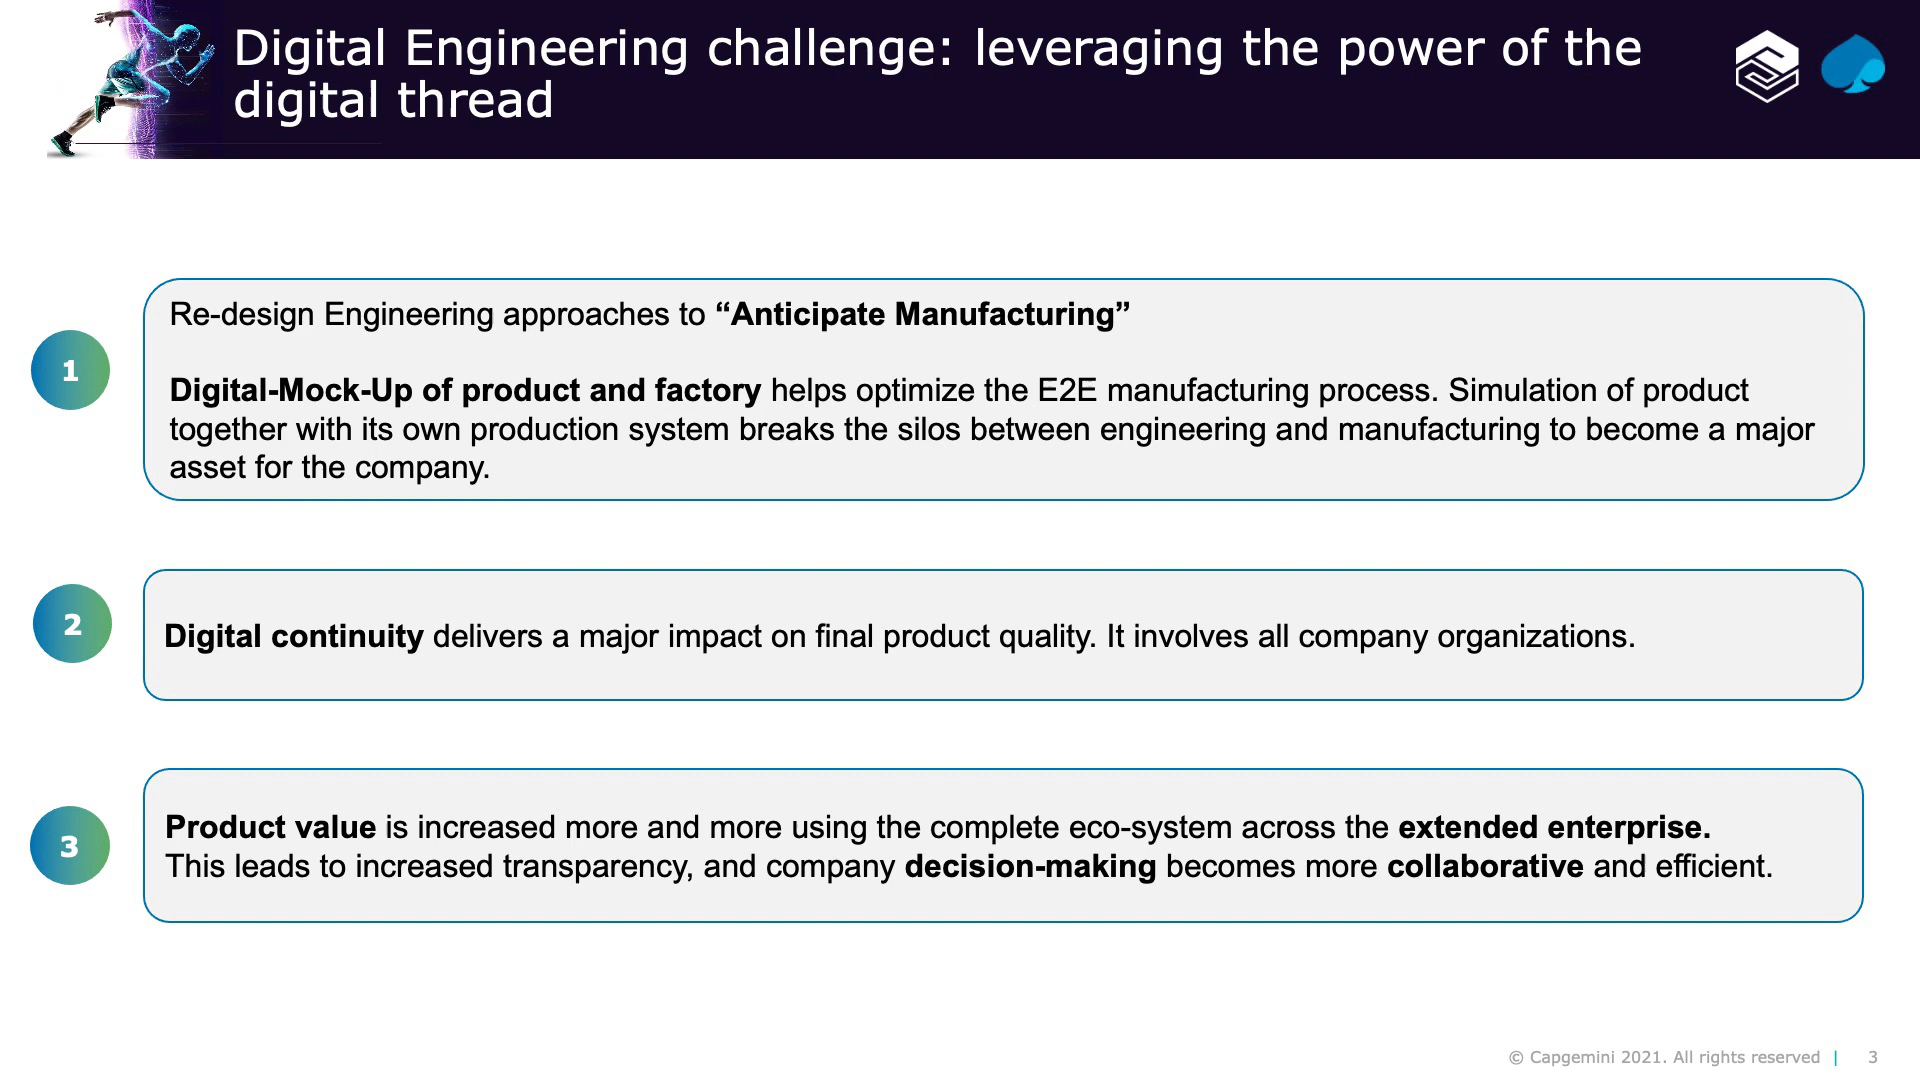 Digital Engineering challenge: leveraging the power of the
digital thread
1
Re-design Engineering approaches to “Anticipate Manufacturing”
Digital-Mock-Up of product and factory helps optimize the E2E manufacturing process. Simulation of product
together with its own production system breaks the silos between engineering and manufacturing to become a major
asset for the company.
2
Digital continuity delivers a major impact on final product quality. It involves all company organizations.
3
Product value is increased more and more using the complete eco-system across the extended enterprise.
This leads to increased transparency, and company decision-making becomes more collaborative and efficient.
© Capgemini 2021. All rights reserved | 3